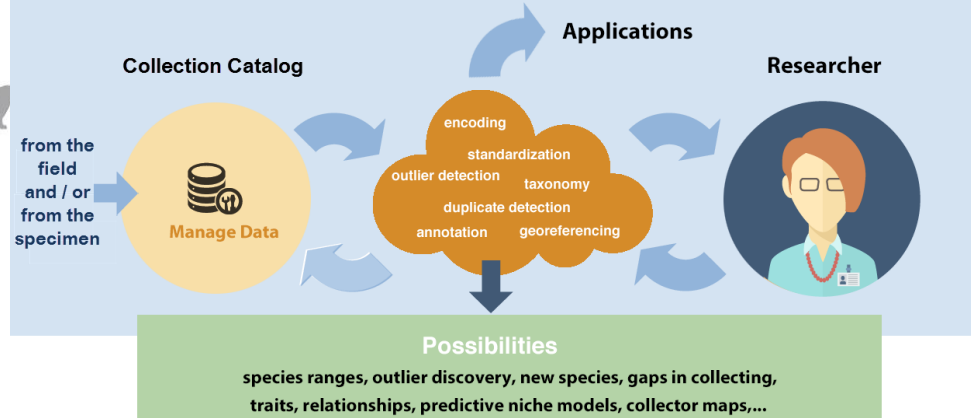 Applications
Collection Catalog
Researcher
from the
field
and / or
from the
specimen
Manage Data
encoding
standardization
outlier detection
taxonomy
duplicate detection
annotation
georeferencing
Possibilities
species ranges, outlier discovery, new species, gaps in collecting,
traits, relationships, predictive niche models, collector maps,...